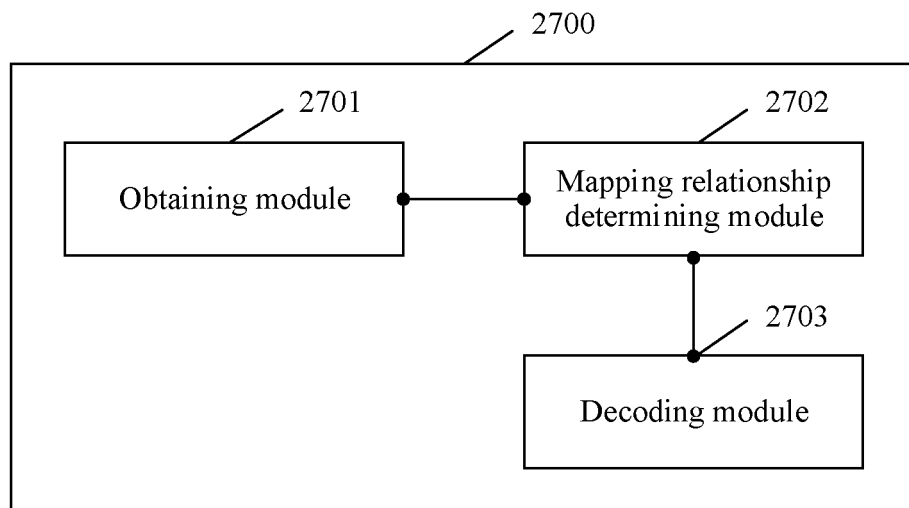 2700
2701
2702
Obtaining module
Mapping relationship
determining module
2703
Decoding module